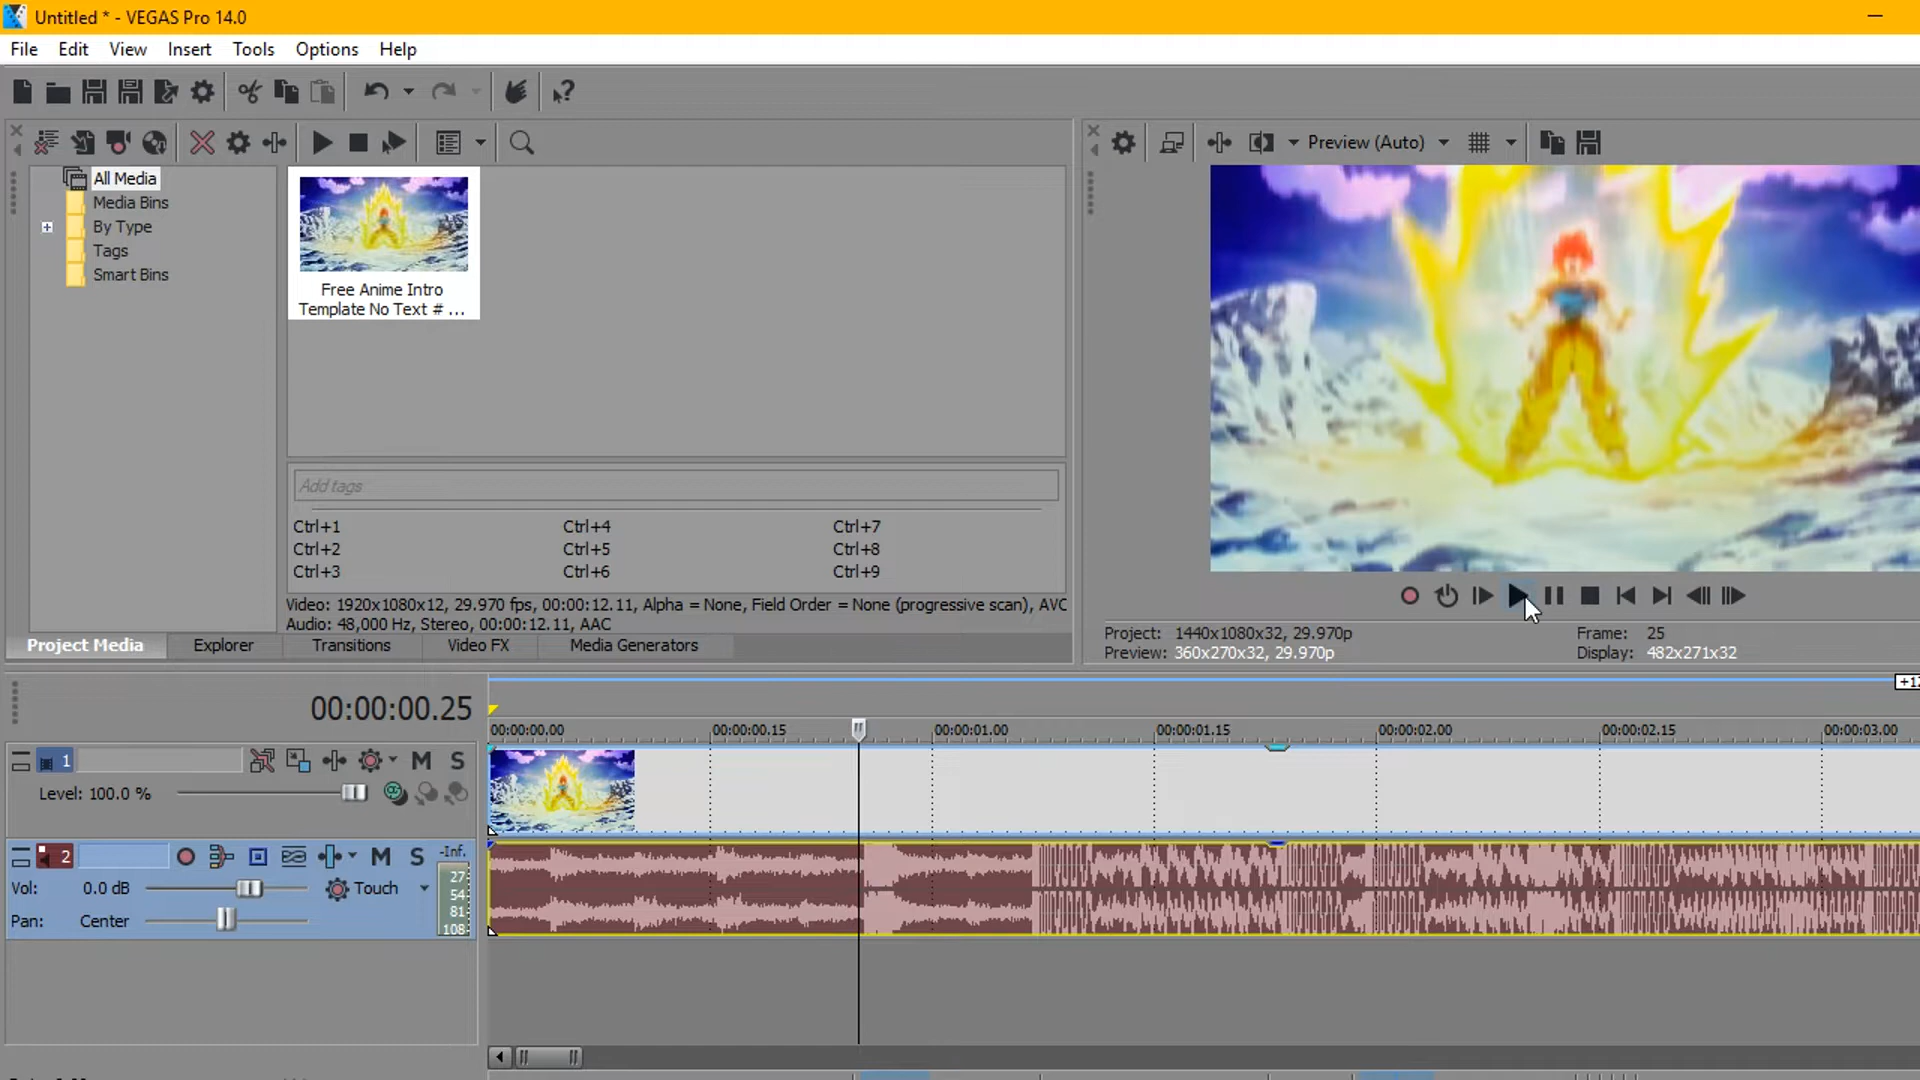 Untitled * - VEGAS Pro 14.0
File Edit View Insert Tools Options Help
Preview (Auto)
All Media
Media Bins
By Type
Tags
Smart Bins
Free Anime Intro
Template No Text # ...
Add tags
Ctrl+1 Ctrl+4 Ctrl+7
Ctrl+2 Ctrl+5 Ctrl+8
Ctrl+3 Ctrl+6 Ctrl+9
Video: 1920x1080x12, 29.970 fps, 00:00:12.11, Alpha = None, Field Order = None (progressive scan), AVC
Audio: 48,000 Hz, Stereo, 00:00:12.11, AAC
Project Media Explorer Transitions Video FX Media Generators
Project: 1440x1080x32, 29.970p Frame: 25
Preview: 360x270x32, 29.970p Display: 482x271x32
00:00:00.25
00:00:00.00 00:00:00.15 00:00:01.00 00:00:01.15 00:00:02.00 00:00:02.15 00:00:03.00
1 M S
Level: 100.0 %
2 M S -Inf.
Vol: 0.0 dB Touch
Pan: Center
27
54
81
108